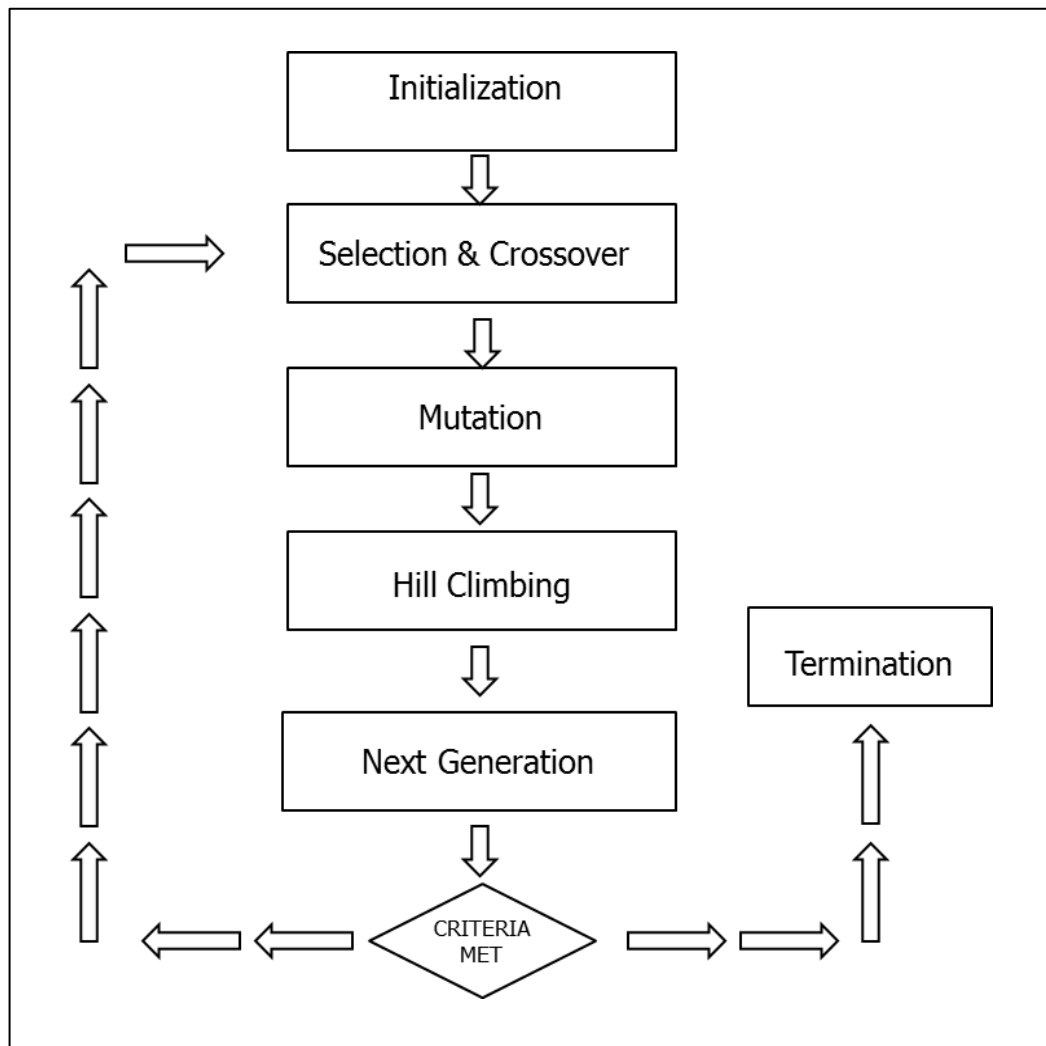 Initialization
Selection & Crossover
Mutation
Hill Climbing
Termination
Next Generation
CRITERIA
MET